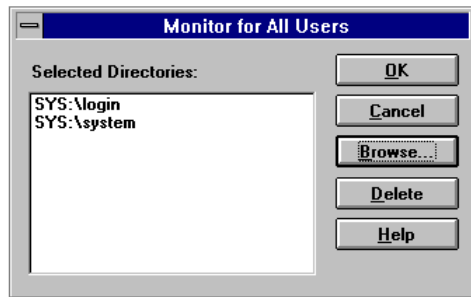 Monitor for All Users
Selected Directories:
SYS:\login
SYS:\system
OK
Cancel
Browse...
Delete
Help